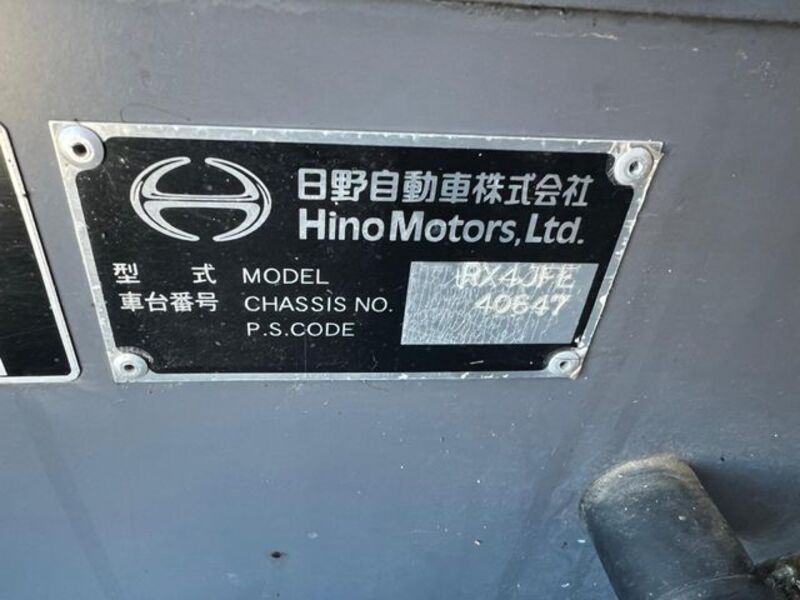 日野自動車株式会社
Hino Motors, Ltd.
型 式 MODEL RX4JFE
車台番号 CHASSIS NO. 40647
P.S.CODE